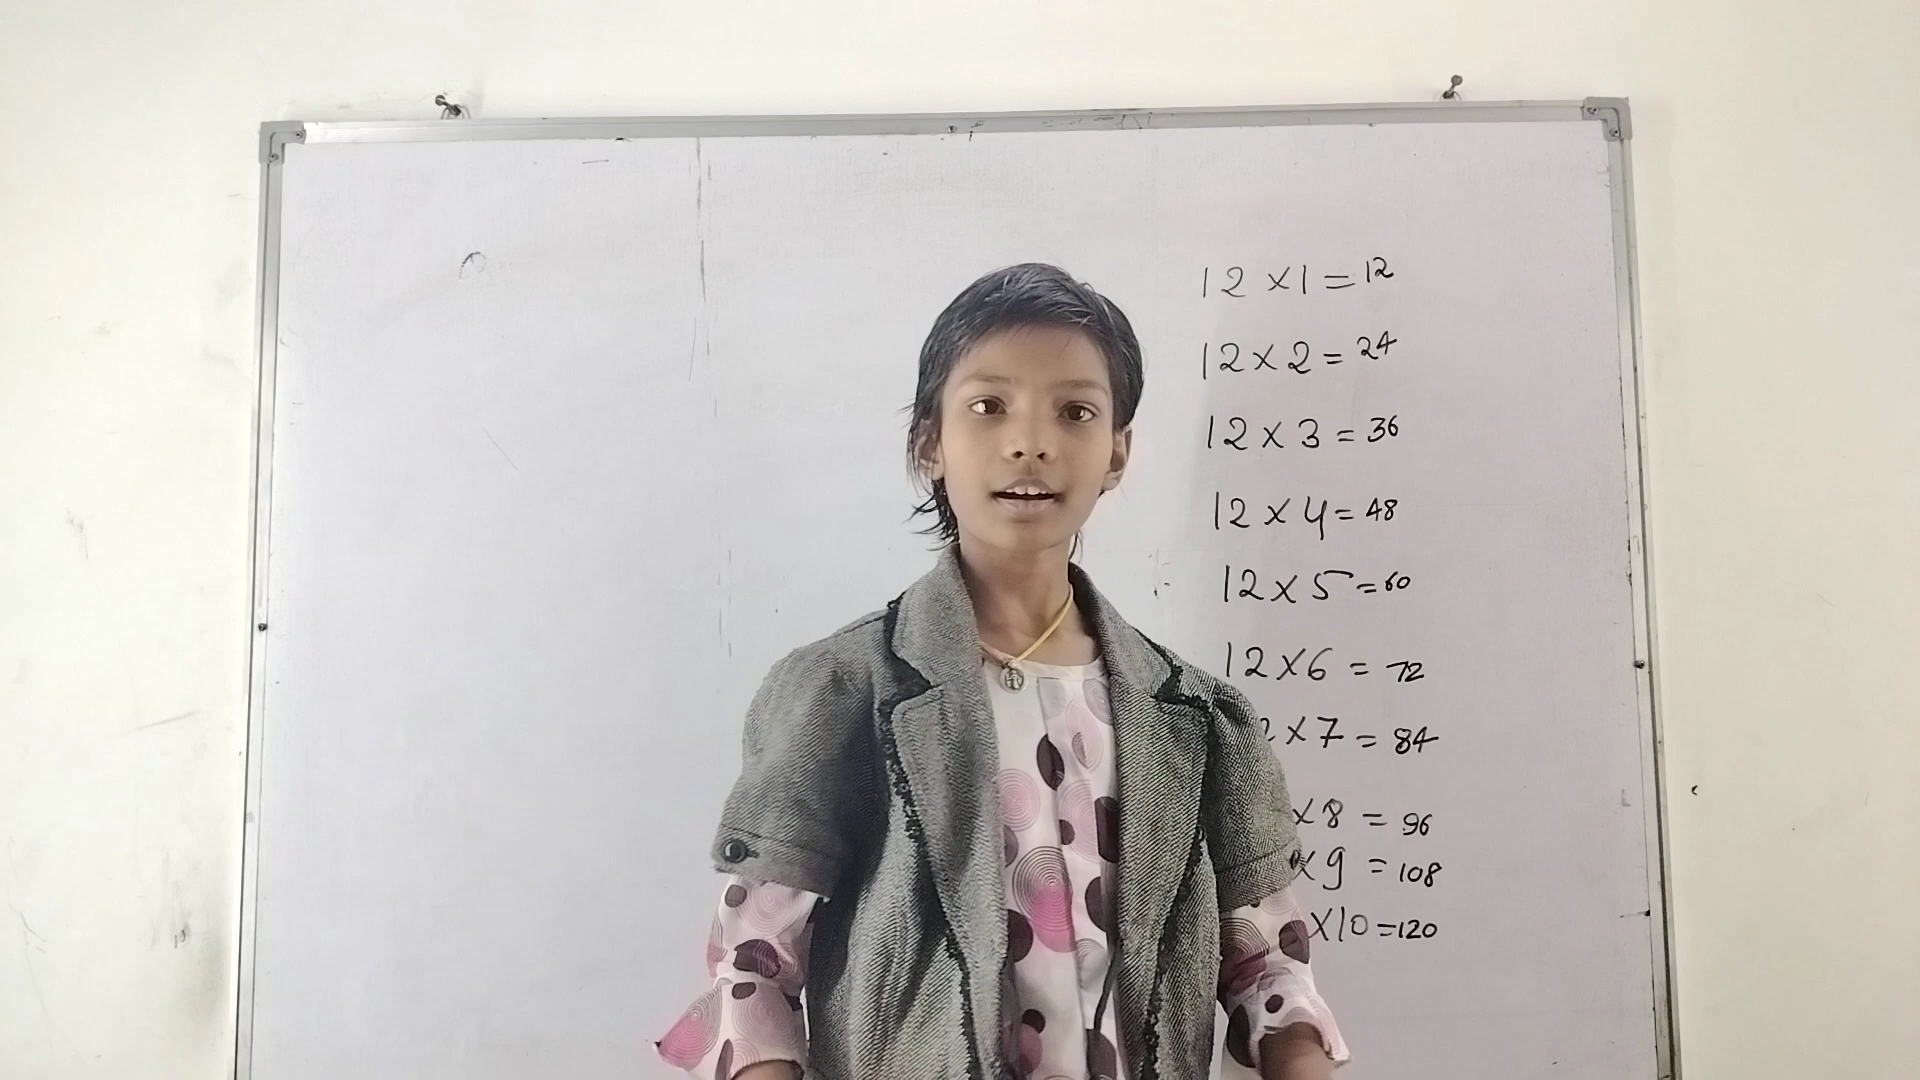 12 x 1 = 12
12 x 2 = 24
12 x 3 = 36
12 x 4 = 48
12 x 5 = 60
12 x 6 = 72
2 x 7 = 84
x 8 = 96
x 9 = 108
x 10 = 120